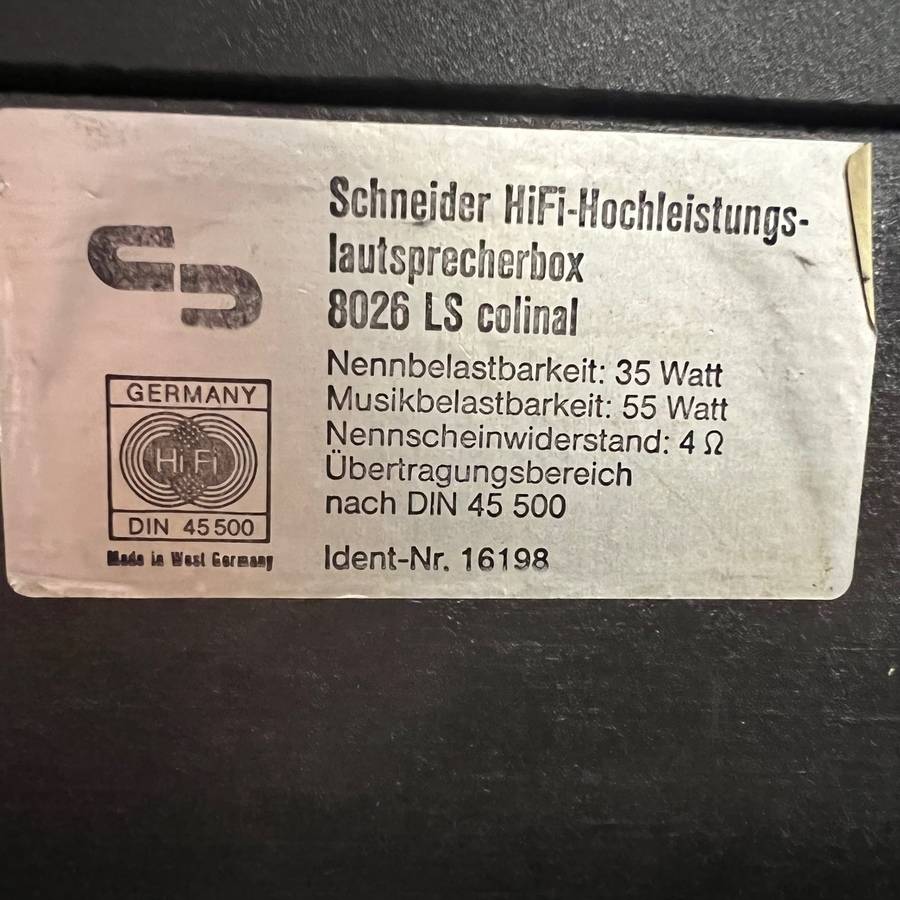 Schneider HiFi-Hochleistungs-
lautsprecherbox
8026 LS colinal
Nennbelastbarkeit: 35 Watt
Musikbelastbarkeit: 55 Watt
Nennscheinwiderstand: 4 Ω
Übertragungsbereich
nach DIN 45 500
Ident-Nr. 16198
GERMANY
HiFi
DIN 45500
Made in West Germany